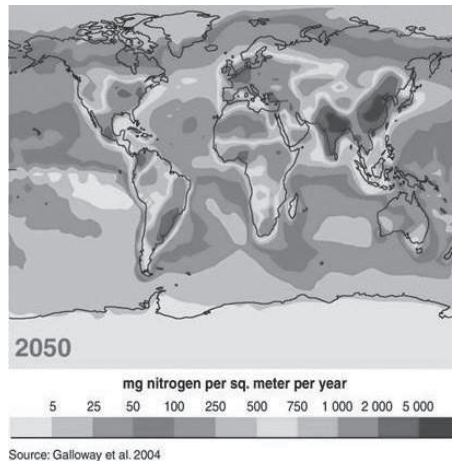 2050
mg nitrogen per sq. meter per year
5 25 50 100 250 500 750 1 000 2 000 5 000
Source: Galloway et al. 2004